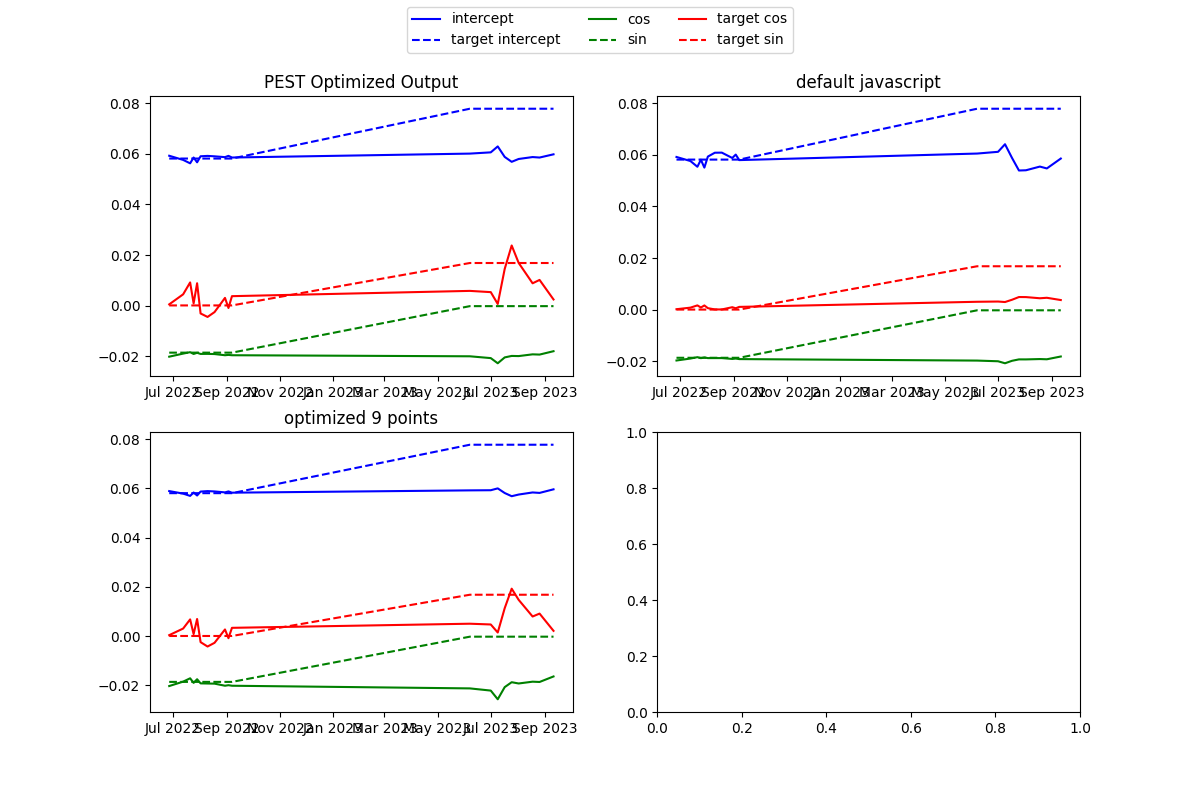 intercept cos target cos
target intercept sin target sin
PEST Optimized Output
default javascript
0.08
0.06
0.04
0.02
0.00
−0.02
Jul 2022 Sep 2022 Nov 2022 Jan 2023 Mar 2023 May 2023 Jul 2023 Sep 2023
0.08
0.06
0.04
0.02
0.00
−0.02
Jul 2022 Sep 2022 Nov 2022 Jan 2023 Mar 2023 May 2023 Jul 2023 Sep 2023
optimized 9 points
0.08
0.06
0.04
0.02
0.00
−0.02
Jul 2022 Sep 2022 Nov 2022 Jan 2023 Mar 2023 May 2023 Jul 2023 Sep 2023
1.0
0.8
0.6
0.4
0.2
0.0
0.0 0.2 0.4 0.6 0.8 1.0